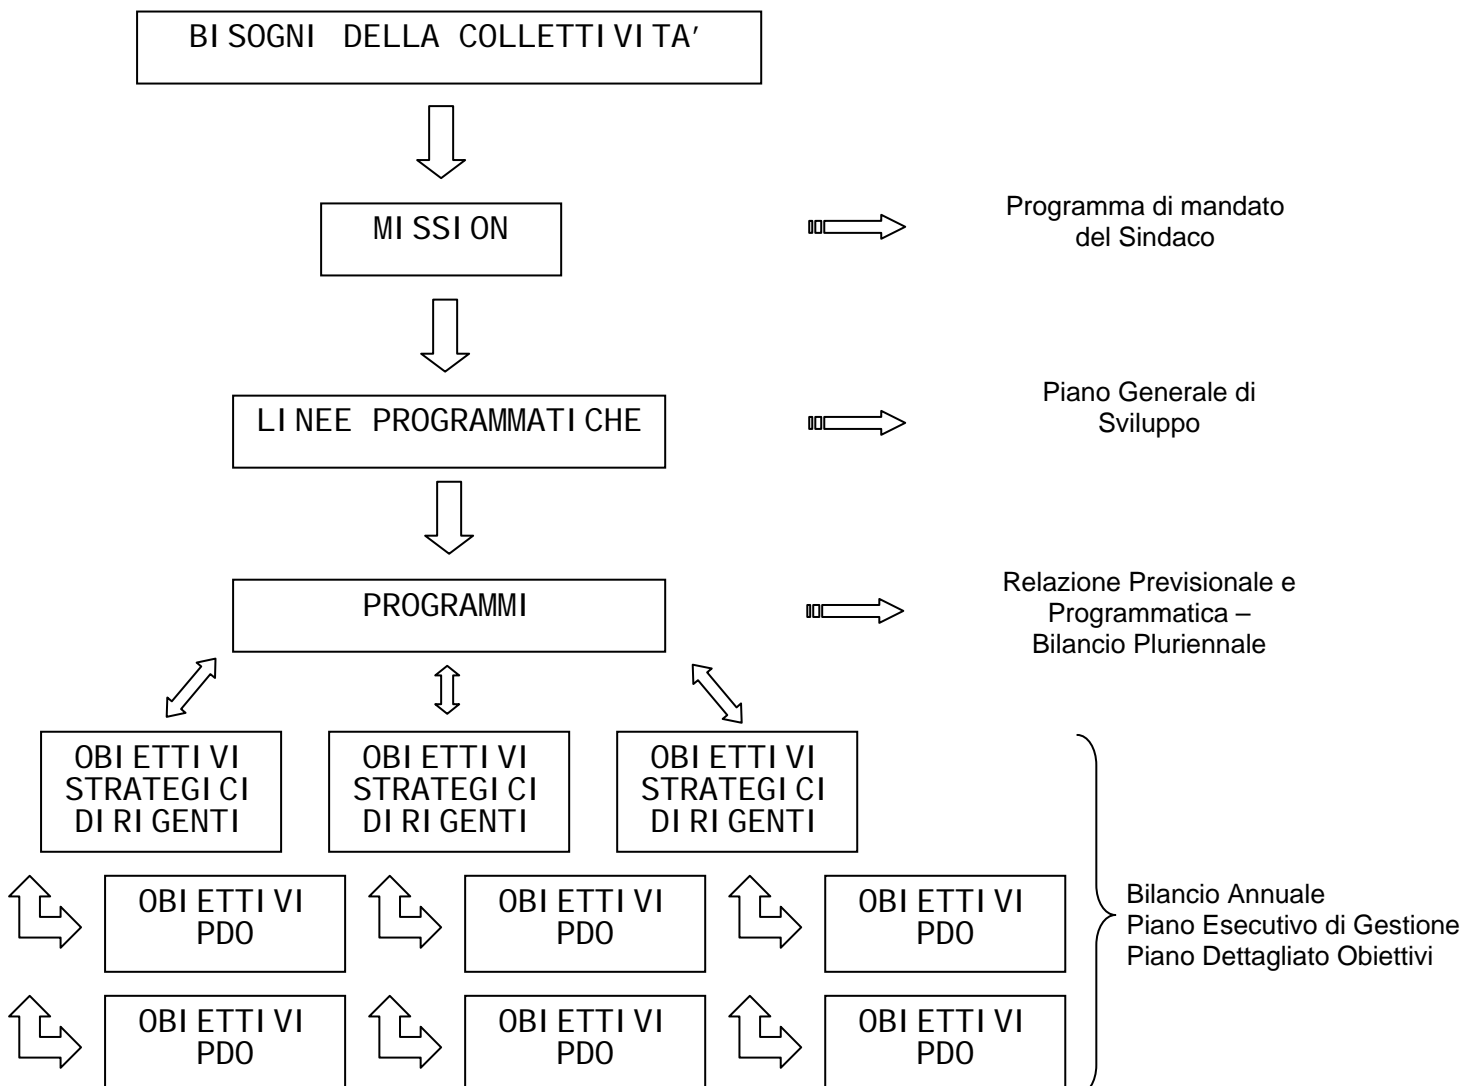 BISOGNI DELLA COLLETTIVITA'
MISSION
Programma di mandato
del Sindaco
LINEE PROGRAMMATICHE
Piano Generale di
Sviluppo
PROGRAMMI
Relazione Previsionale e
Programmatica –
Bilancio Pluriennale
OBIETTIVI
STRATEGICI
DIRIGENTI
OBIETTIVI
STRATEGICI
DIRIGENTI
OBIETTIVI
STRATEGICI
DIRIGENTI
OBIETTIVI
PDO
OBIETTIVI
PDO
OBIETTIVI
PDO
Bilancio Annuale
Piano Esecutivo di Gestione
Piano Dettagliato Obiettivi
OBIETTIVI
PDO
OBIETTIVI
PDO
OBIETTIVI
PDO